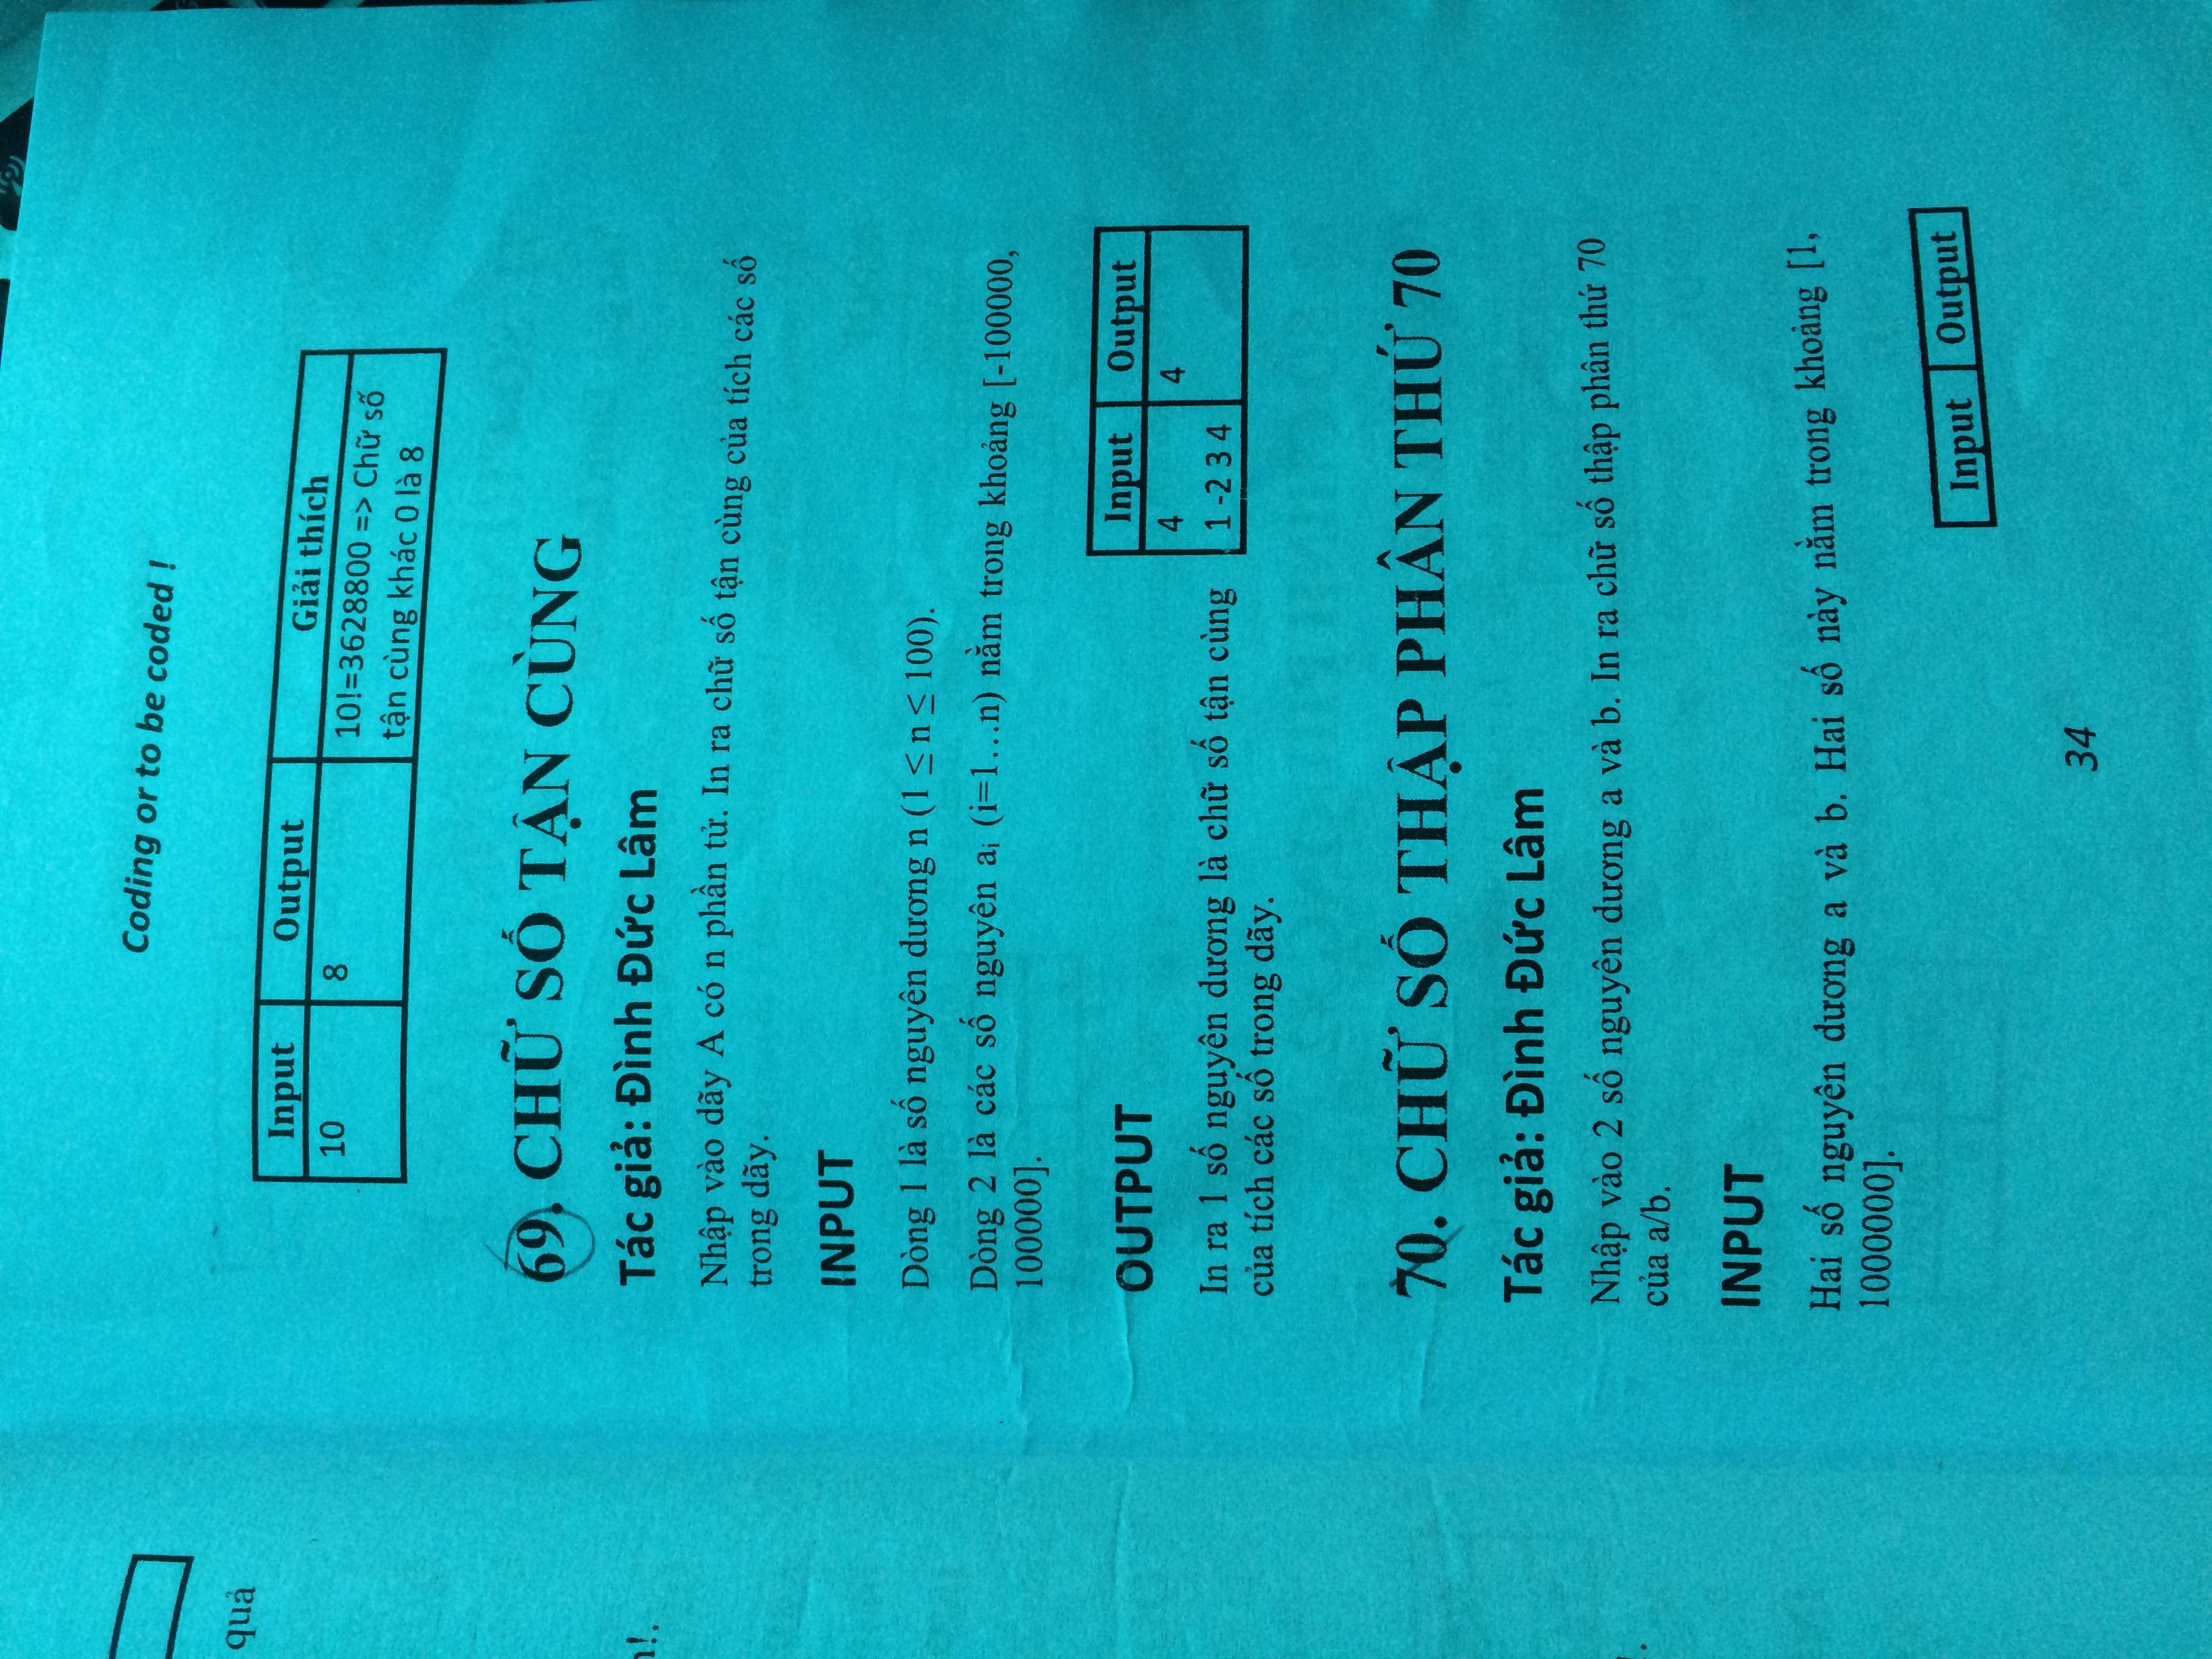 Coding or to be coded !
quả
Input Output Giải thích
10 8 10!=3628800 => Chữ số
tận cùng khác 0 là 8
69. CHỮ SỐ TẬN CÙNG
Tác giả: Đình Đức Lâm
n!.
Nhập vào dãy A có n phần tử. In ra chữ số tận cùng của tích các số
trong dãy.
INPUT
Dòng 1 là số nguyên dương n (1 ≤ n ≤ 100).
Dòng 2 là các số nguyên aᵢ (i=1…n) nằm trong khoảng [-100000,
100000].
OUTPUT
In ra 1 số nguyên dương là chữ số tận cùng
của tích các số trong dãy.
Input Output
4 4
1 -2 3 4
70. CHỮ SỐ THẬP PHÂN THỨ 70
Tác giả: Đình Đức Lâm
Nhập vào 2 số nguyên dương a và b. In ra chữ số thập phân thứ 70
của a/b.
INPUT
Hai số nguyên dương a và b. Hai số này nằm trong khoảng [1,
1000000].
Input Output
34